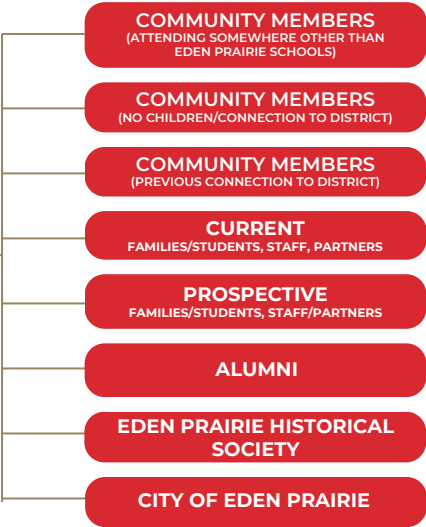 COMMUNITY MEMBERS
(ATTENDING SOMEWHERE OTHER THAN
EDEN PRAIRIE SCHOOLS)
COMMUNITY MEMBERS
(NO CHILDREN/CONNECTION TO DISTRICT)
COMMUNITY MEMBERS
(PREVIOUS CONNECTION TO DISTRICT)
CURRENT
FAMILIES/STUDENTS, STAFF, PARTNERS
PROSPECTIVE
FAMILIES/STUDENTS, STAFF/PARTNERS
ALUMNI
EDEN PRAIRIE HISTORICAL
SOCIETY
CITY OF EDEN PRAIRIE